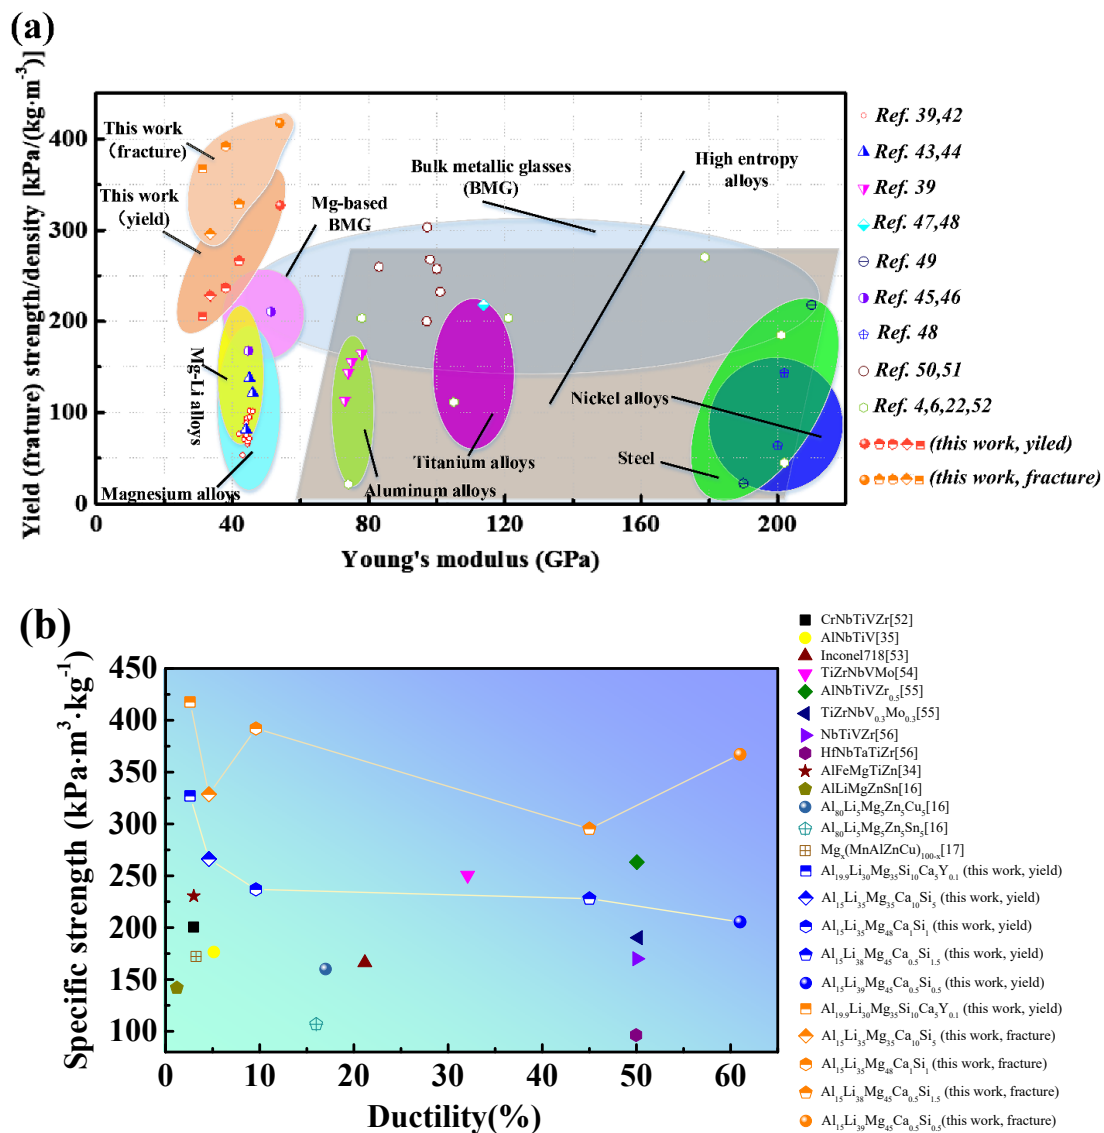 (a)
Yield (frature) strength/density [kPa/(kg·m⁻³)]
400
300
200
100
0
0
40
80
120
160
200
Young's modulus (GPa)
This work
(fracture)
This work
(yield)
Mg-based
BMG
Bulk metallic glasses
(BMG)
High entropy
alloys
Mg-Li alloys
Magnesium alloys
Aluminum alloys
Titanium alloys
Nickel alloys
Steel
Ref. 39,42
Ref. 43,44
Ref. 39
Ref. 47,48
Ref. 49
Ref. 45,46
Ref. 48
Ref. 50,51
Ref. 4,6,22,52
(this work, yiled)
(this work, fracture)
(b)
Specific strength (kPa·m³·kg⁻¹)
450
400
350
300
250
200
150
100
0
10
20
30
40
50
60
Ductility(%)
CrNbTiVZr[52]
AlNbTiV[35]
Inconel718[53]
TiZrNbVMo[54]
AlNbTiVZr₀.₅[55]
TiZrNbV₀.₃Mo₀.₃[55]
NbTiVZr[56]
HfNbTaTiZr[56]
AlFeMgTiZn[34]
AlLiMgZnSn[16]
Al₈₀Li₅Mg₅Zn₅Cu₅[16]
Al₈₀Li₅Mg₅Zn₅Sn₅[16]
Mgₓ(MnAlZnCu)₁₀₀₋ₓ[17]
Al₁₉.₉Li₃₀Mg₃₅Si₁₀Ca₅Y₀.₁ (this work, yield)
Al₁₅Li₃₅Mg₃₅Ca₁₀Si₅ (this work, yield)
Al₁₅Li₃₅Mg₄₈Ca₁Si₁ (this work, yield)
Al₁₅Li₃₈Mg₄₅Ca₀.₅Si₁.₅ (this work, yield)
Al₁₅Li₃₉Mg₄₅Ca₀.₅Si₀.₅ (this work, yield)
Al₁₉.₉Li₃₀Mg₃₅Si₁₀Ca₅Y₀.₁ (this work, yield)
Al₁₅Li₃₅Mg₃₅Ca₁₀Si₅ (this work, fracture)
Al₁₅Li₃₅Mg₄₈Ca₁Si₁ (this work, fracture)
Al₁₅Li₃₈Mg₄₅Ca₀.₅Si₁.₅ (this work, fracture)
Al₁₅Li₃₉Mg₄₅Ca₀.₅Si₀.₅ (this work, fracture)